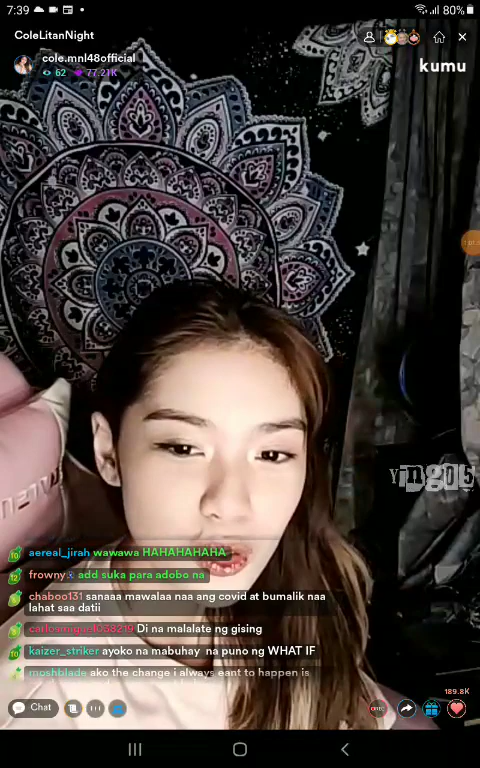 7:39
80%
ColeLitanNight
cole.mnl48official
62 77.21K
kumu
YingO5
aereal_jirah wawawa HAHAHAHAHA
frowny add suka para adobo na
chaboo131 sanaaa mawalaa naa ang covid at bumalik naa
lahat saa datii
carlosmiguel058219 Di na malalate ng gising
kaizer_striker ayoko na mabuhay na puno ng WHAT IF
moshblade ako the change i always eant to happen is
189.8K
Chat